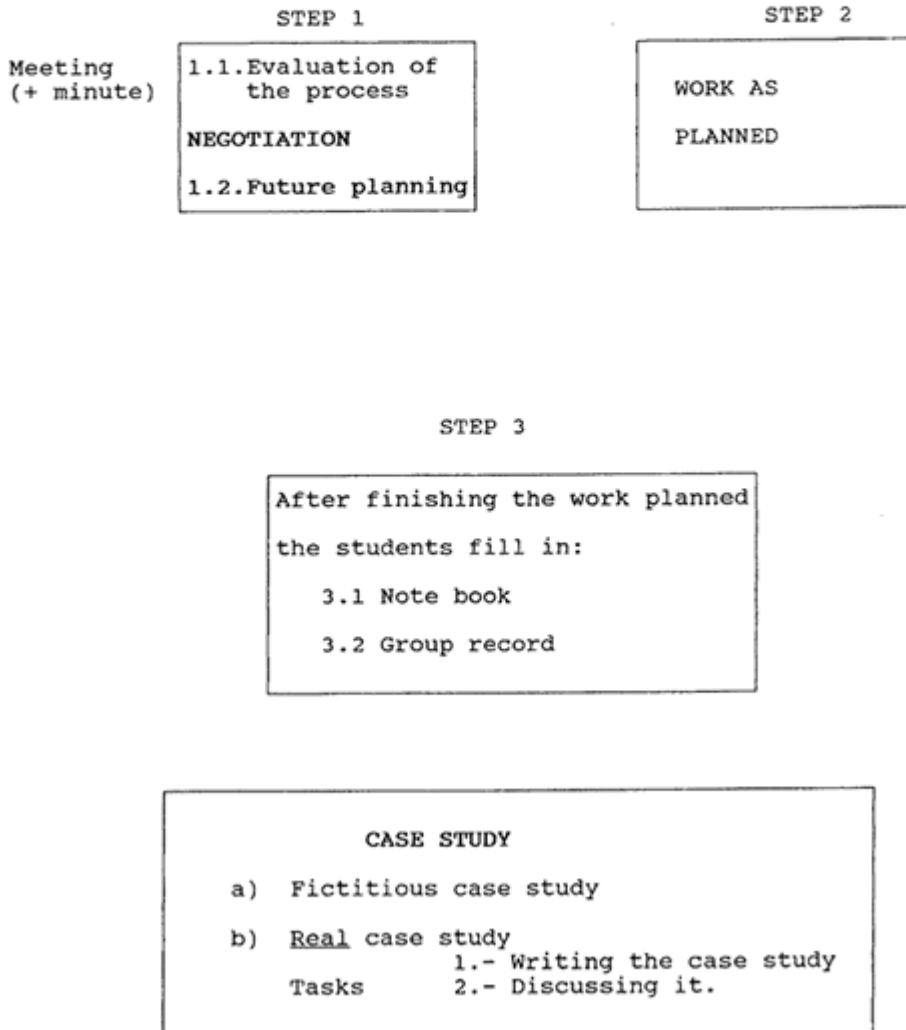 STEP 1
STEP 2
Meeting
(+ minute)
1.1.Evaluation of
the process
NEGOTIATION
1.2.Future planning
WORK AS
PLANNED
STEP 3
After finishing the work planned
the students fill in:
3.1 Note book
3.2 Group record
CASE STUDY
a) Fictitious case study
b) Real case study
1.- Writing the case study
Tasks 2.- Discussing it.